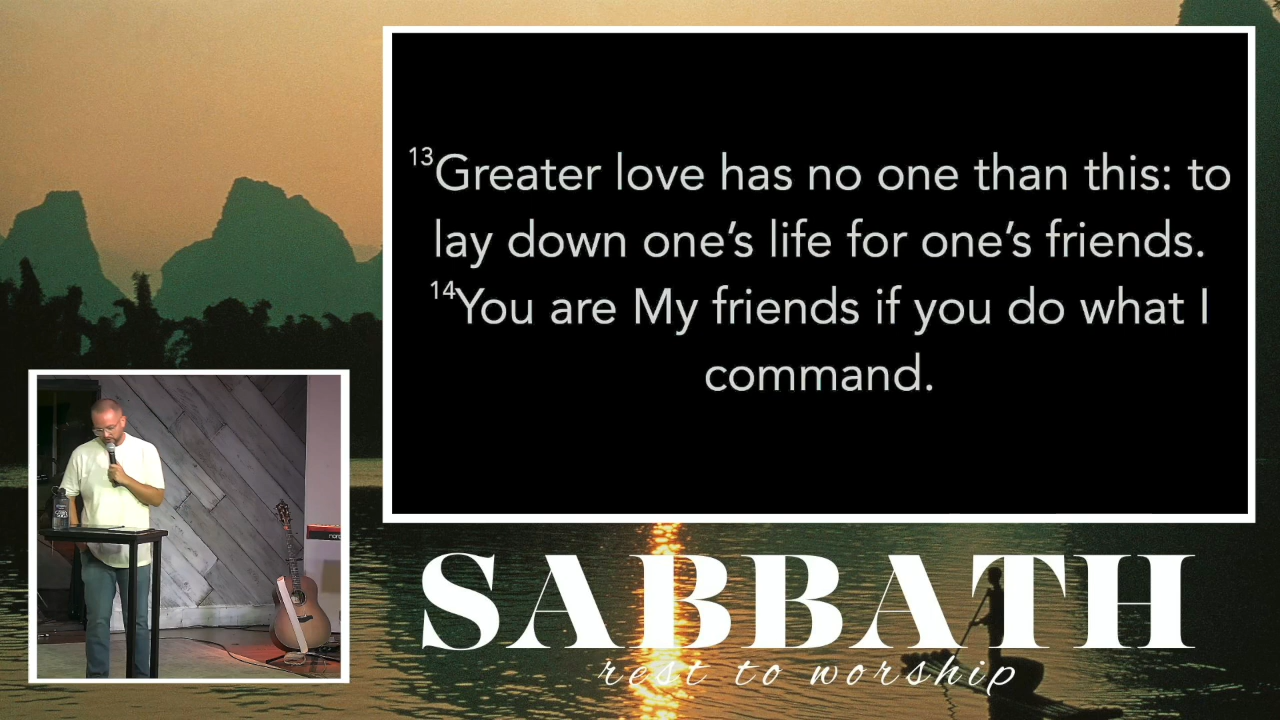 ¹³Greater love has no one than this: to
lay down one’s life for one’s friends.
¹⁴You are My friends if you do what I
command.
SABBATH
rest to worship